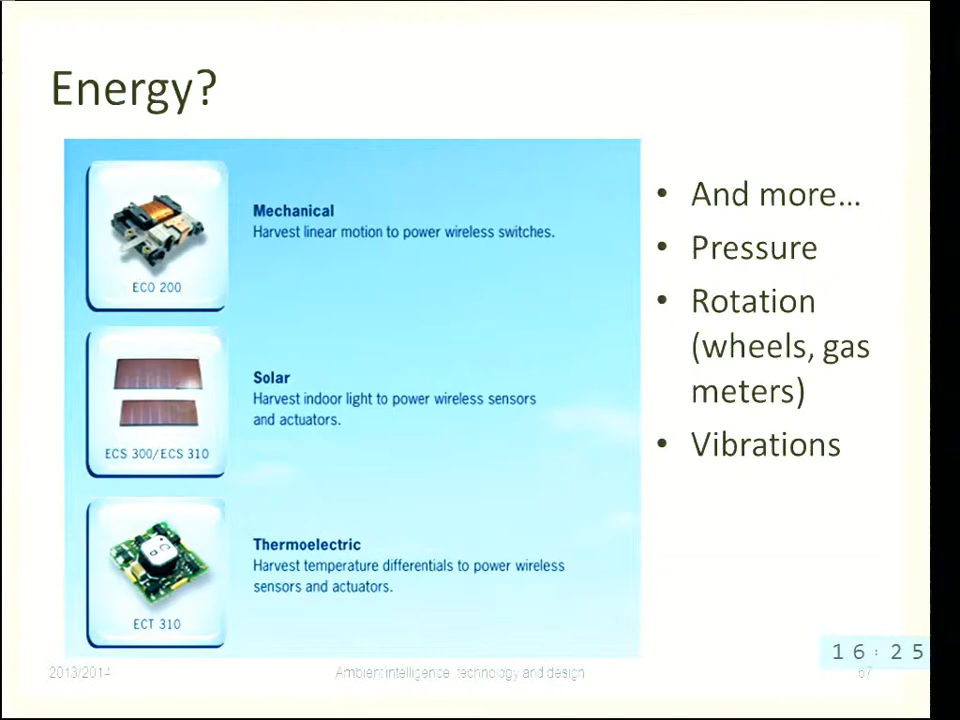 Energy?
Mechanical
Harvest linear motion to power wireless switches.
ECO 200
Solar
Harvest indoor light to power wireless sensors
and actuators.
ECS 300/ECS 310
Thermoelectric
Harvest temperature differentials to power wireless
sensors and actuators.
ECT 310
• And more…
• Pressure
• Rotation
(wheels, gas
meters)
• Vibrations
16:25
2013/2014
Ambient intelligence: technology and design
67